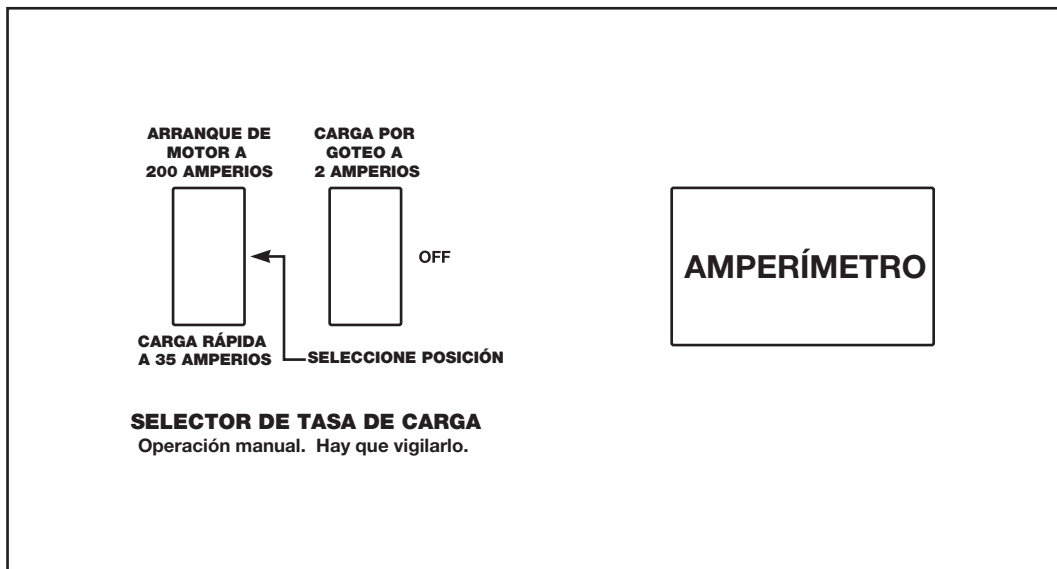 ARRANQUE DE
MOTOR A
200 AMPERIOS
CARGA POR
GOTEO A
2 AMPERIOS
OFF
CARGA RÁPIDA
A 35 AMPERIOS
SELECCIONE POSICIÓN
SELECTOR DE TASA DE CARGA
Operación manual.  Hay que vigilarlo.
AMPERÍMETRO